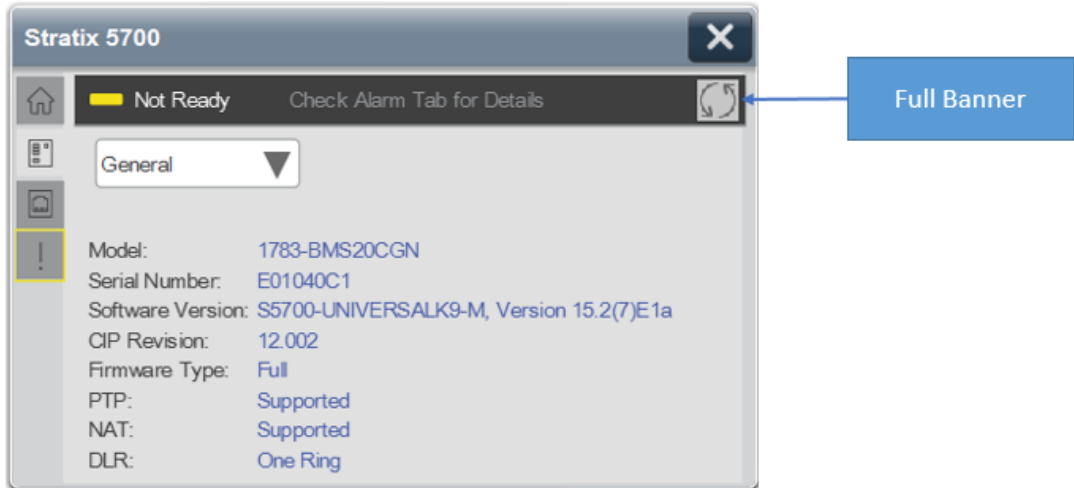 Stratix 5700
Not Ready Check Alarm Tab for Details
Full Banner
General
Model: 1783-BMS20CGN
Serial Number: E01040C1
Software Version: S5700-UNIVERSALK9-M, Version 15.2(7)E1a
CIP Revision: 12.002
Firmware Type: Full
PTP: Supported
NAT: Supported
DLR: One Ring